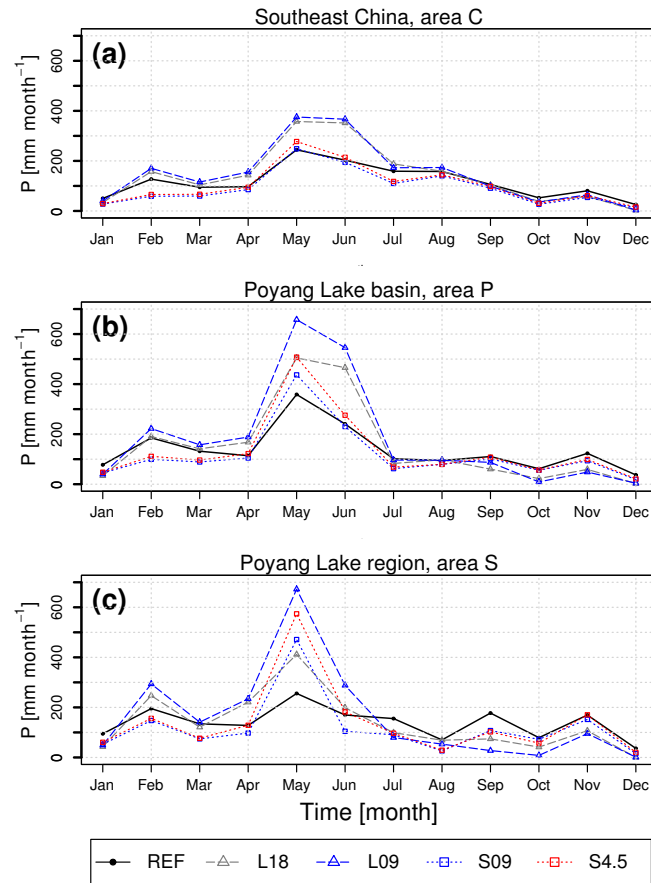 Southeast China, area C
(a)
P [mm month⁻¹]
0 200 400 600
Jan Feb Mar Apr May Jun Jul Aug Sep Oct Nov Dec
Poyang Lake basin, area P
(b)
P [mm month⁻¹]
0 200 400 600
Jan Feb Mar Apr May Jun Jul Aug Sep Oct Nov Dec
Poyang Lake region, area S
(c)
P [mm month⁻¹]
0 200 400 600
Jan Feb Mar Apr May Jun Jul Aug Sep Oct Nov Dec
Time [month]
REF L18 L09 S09 S4.5